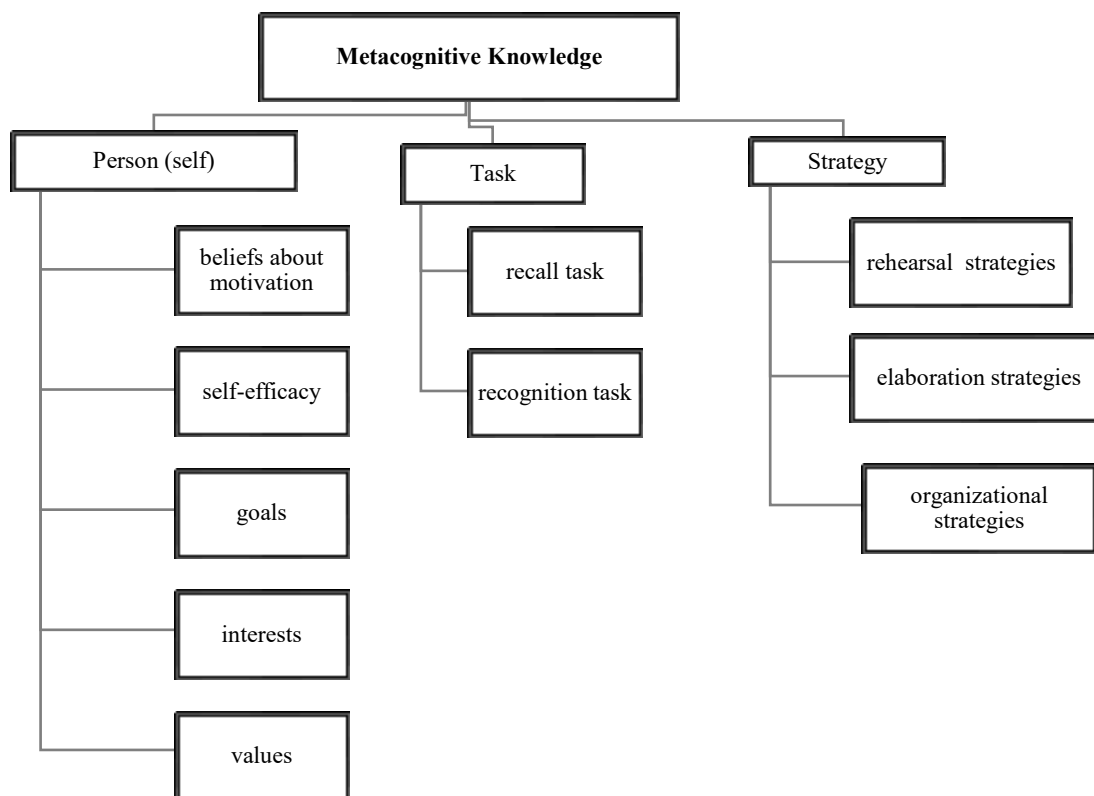 Metacognitive Knowledge
Person (self)
beliefs about
motivation
self-efficacy
goals
interests
values
Task
recall task
recognition task
Strategy
rehearsal  strategies
elaboration strategies
organizational
strategies